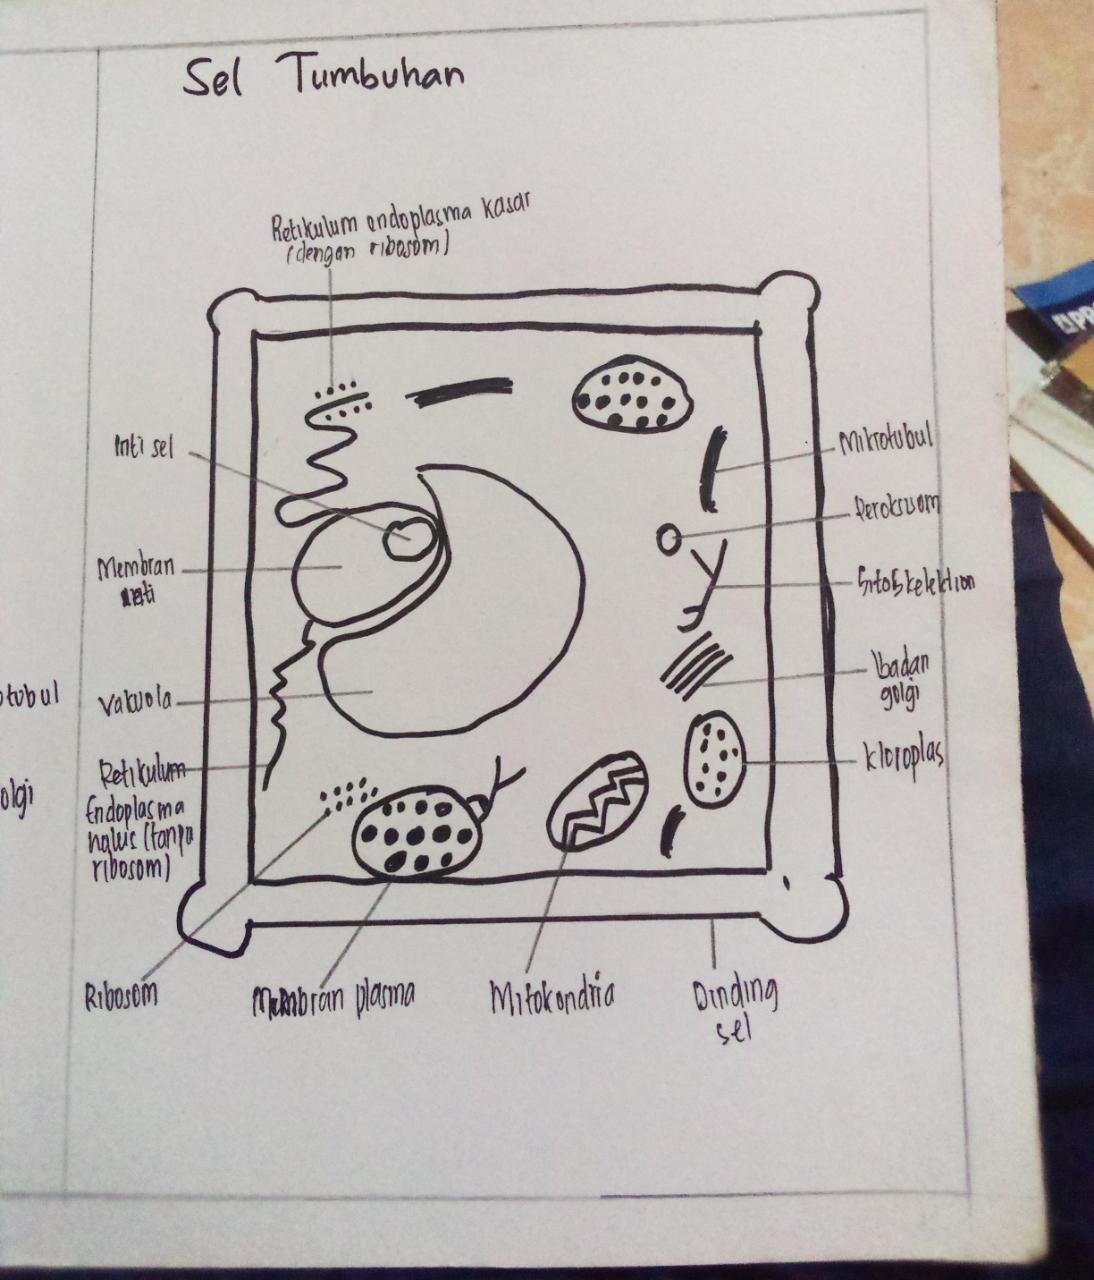 Sel Tumbuhan
Retikulum endoplasma kasar
(dengan ribosom)
Inti sel
Mikrotubul
Peroksisom
Membran
inti
Sitoskelektion
Badan
golgi
Vakuola
otubul
Kloroplas
Retikulum
Endoplasma
halus (tanpa
ribosom)
olgi
Ribosom
Membran plasma
Mitokondria
Dinding
sel